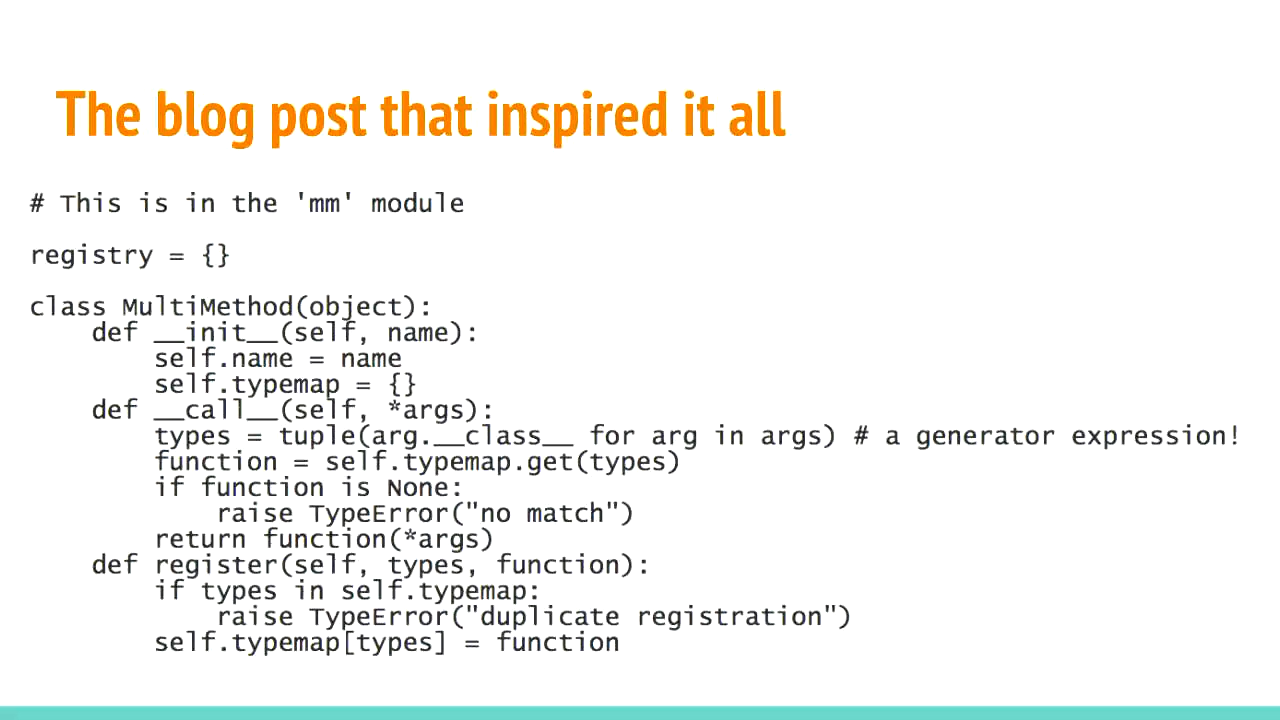 The blog post that inspired it all
# This is in the 'mm' module
registry = {}
class MultiMethod(object):
    def __init__(self, name):
        self.name = name
        self.typemap = {}
    def __call__(self, *args):
        types = tuple(arg.__class__ for arg in args) # a generator expression!
        function = self.typemap.get(types)
        if function is None:
            raise TypeError("no match")
        return function(*args)
    def register(self, types, function):
        if types in self.typemap:
            raise TypeError("duplicate registration")
        self.typemap[types] = function